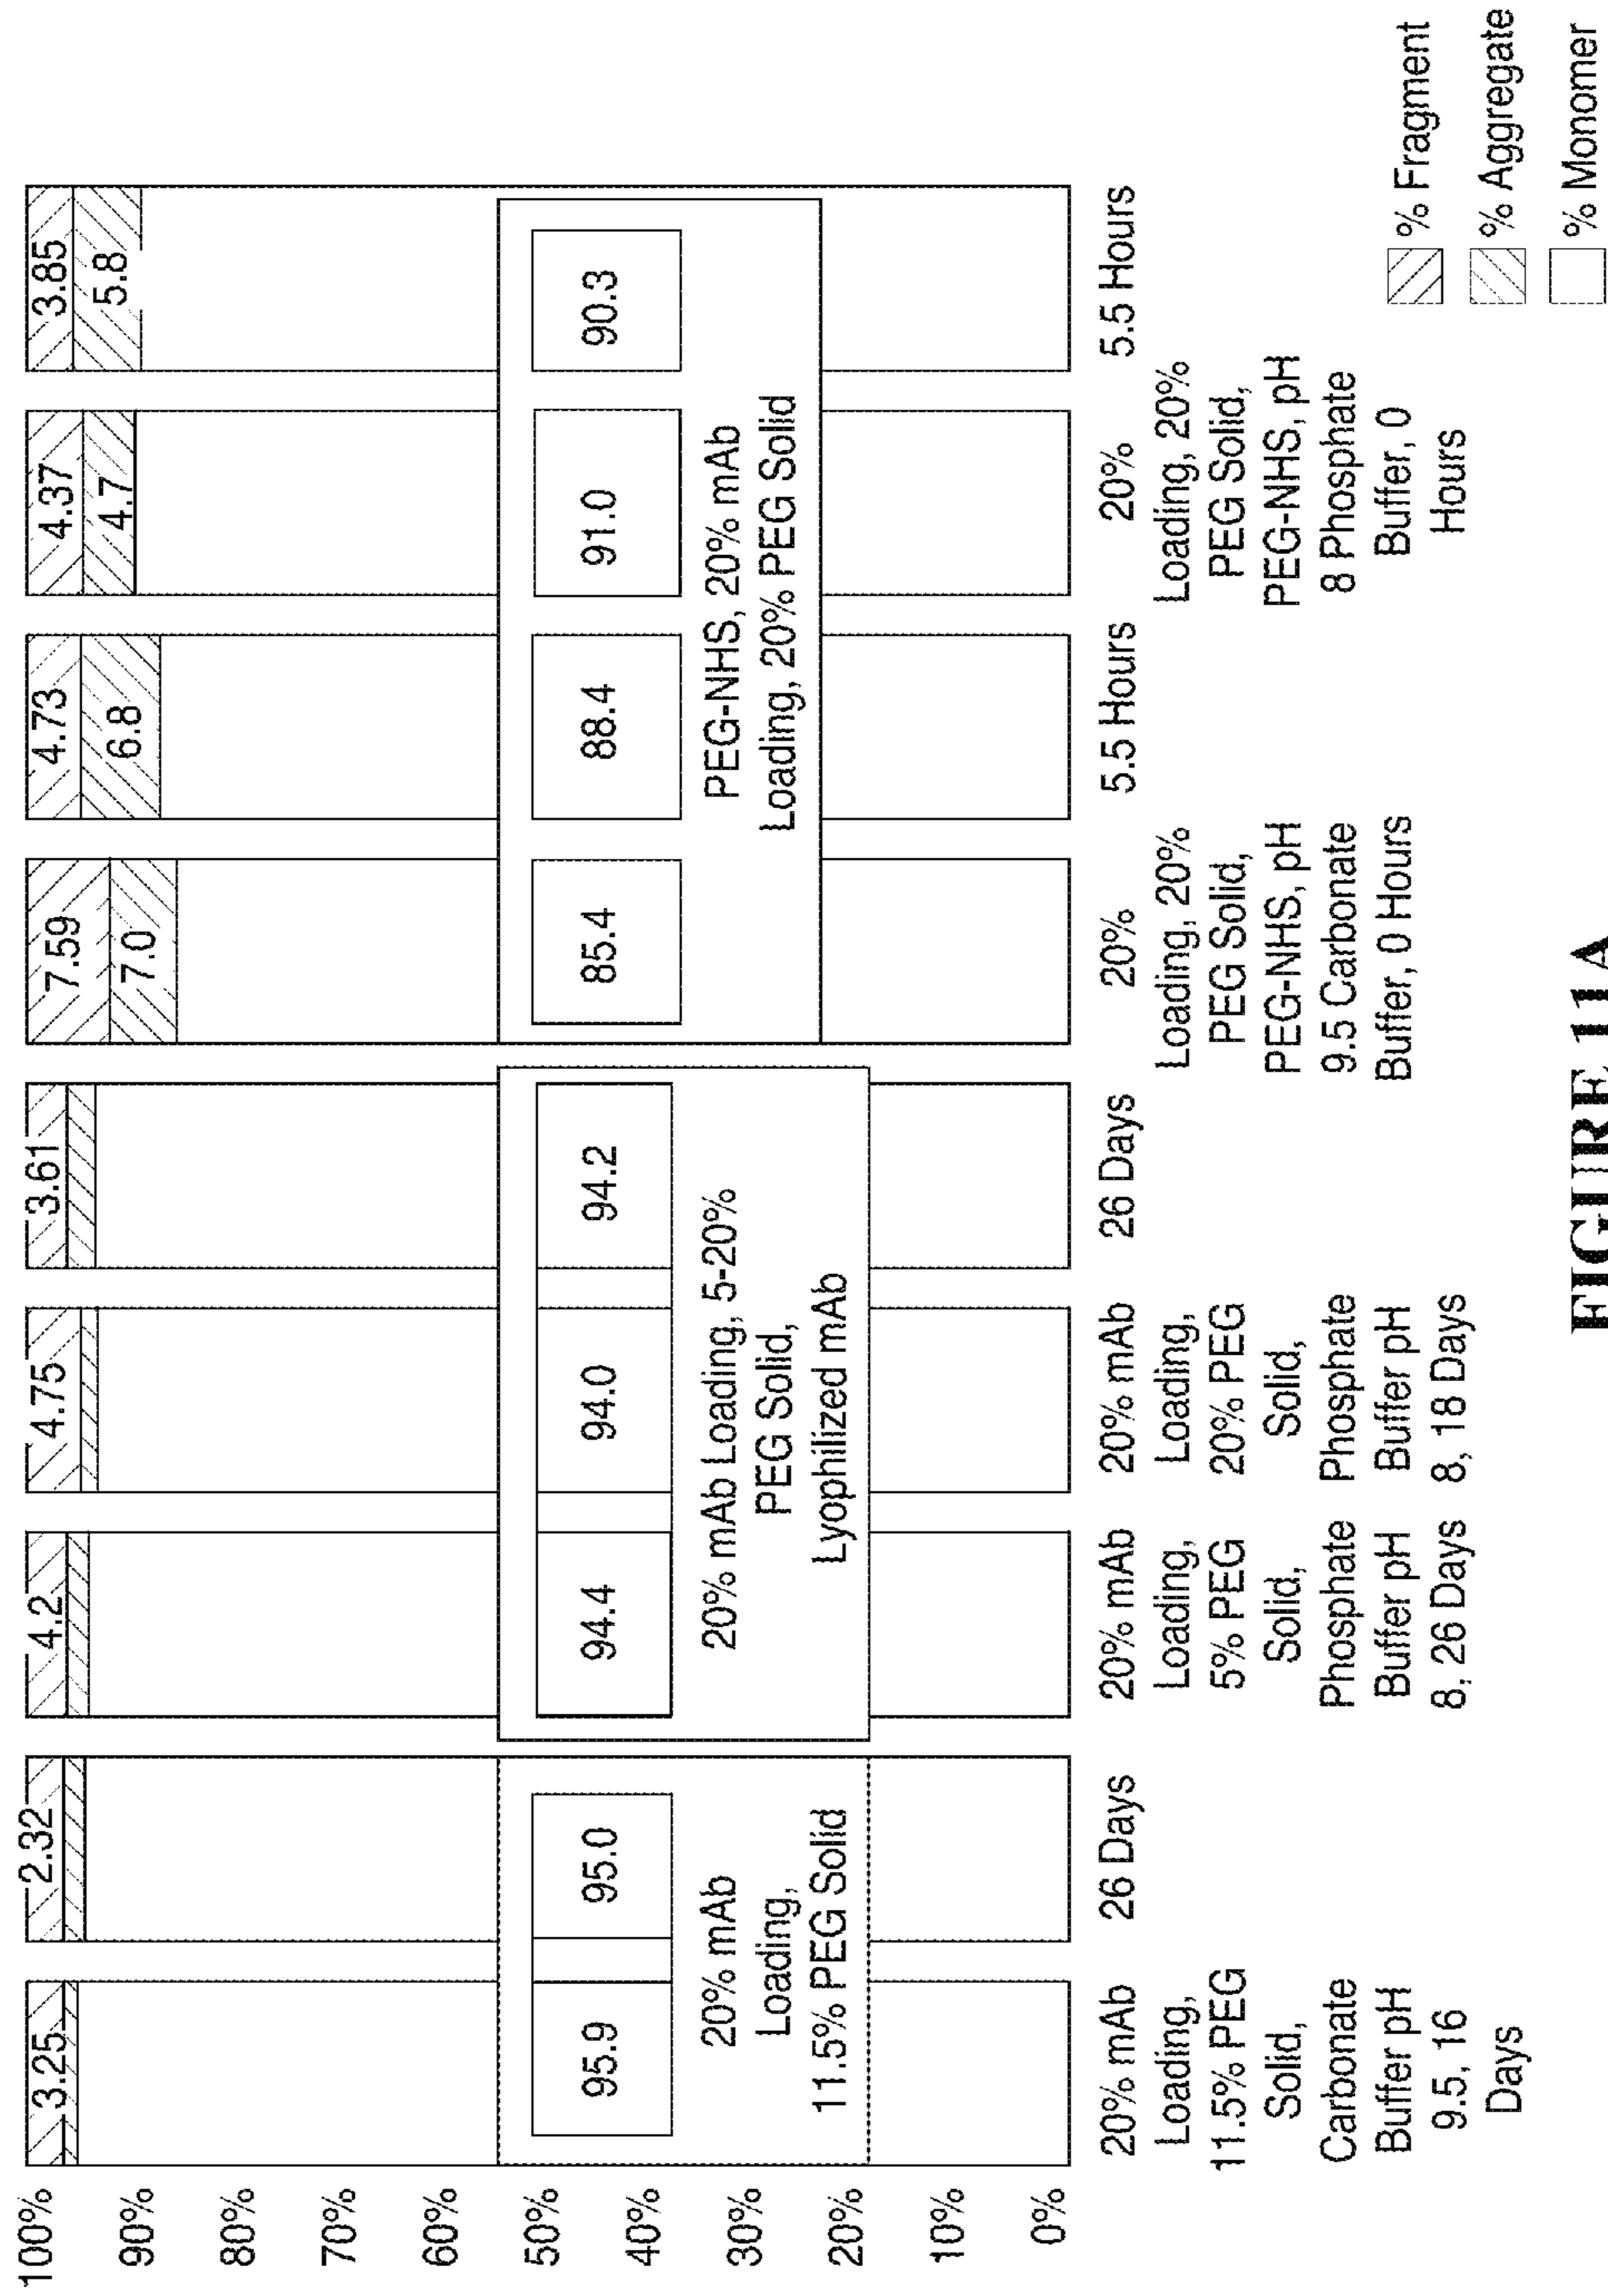 100%
90%
80%
70%
60%
50%
40%
30%
20%
10%
0%
3.25
2.32
4.2
4.75
3.61
7.59
7.0
4.73
6.8
4.37
4.7
3.85
5.8
95.9
95.0
20% mAb
Loading,
11.5% PEG Solid
94.4
94.0
94.2
20% mAb Loading, 5-20%
PEG Solid,
Lyophilized mAb
85.4
88.4
91.0
90.3
PEG-NHS, 20% mAb
Loading, 20% PEG Solid
20% mAb
Loading,
11.5% PEG
Solid,
Carbonate
Buffer pH
9.5, 16
Days
26 Days
20% mAb
Loading,
5% PEG
Solid,
Phosphate
Buffer pH
8, 26 Days
20% mAb
Loading,
20% PEG
Solid,
Phosphate
Buffer pH
8, 18 Days
26 Days
20%
Loading, 20%
PEG Solid,
PEG-NHS, pH
9.5 Carbonate
Buffer, 0 Hours
5.5 Hours
20%
Loading, 20%
PEG Solid,
PEG-NHS, pH
8 Phosphate
Buffer, 0
Hours
5.5 Hours
% Fragment
% Aggregate
% Monomer
FIGURE 11A